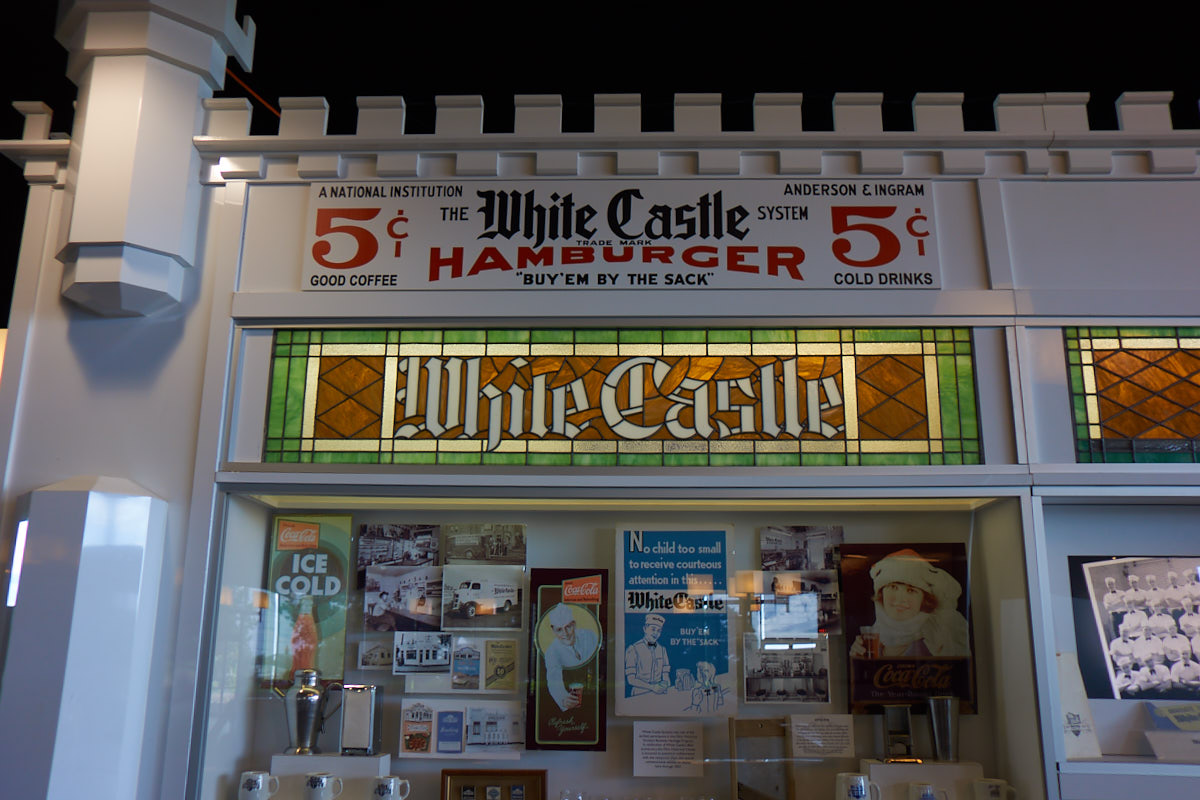 A NATIONAL INSTITUTION
ANDERSON & INGRAM
THE White Castle SYSTEM
TRADE MARK
HAMBURGER
"BUY'EM BY THE SACK"
5¢
GOOD COFFEE
5¢
COLD DRINKS
White Castle
Coca-Cola
ICE
COLD
Coca-Cola
Refresh
Yourself
No child too small
to receive courteous
attention in this.....
White Castle
BUY'EM
BY THE "SACK"
Coca-Cola